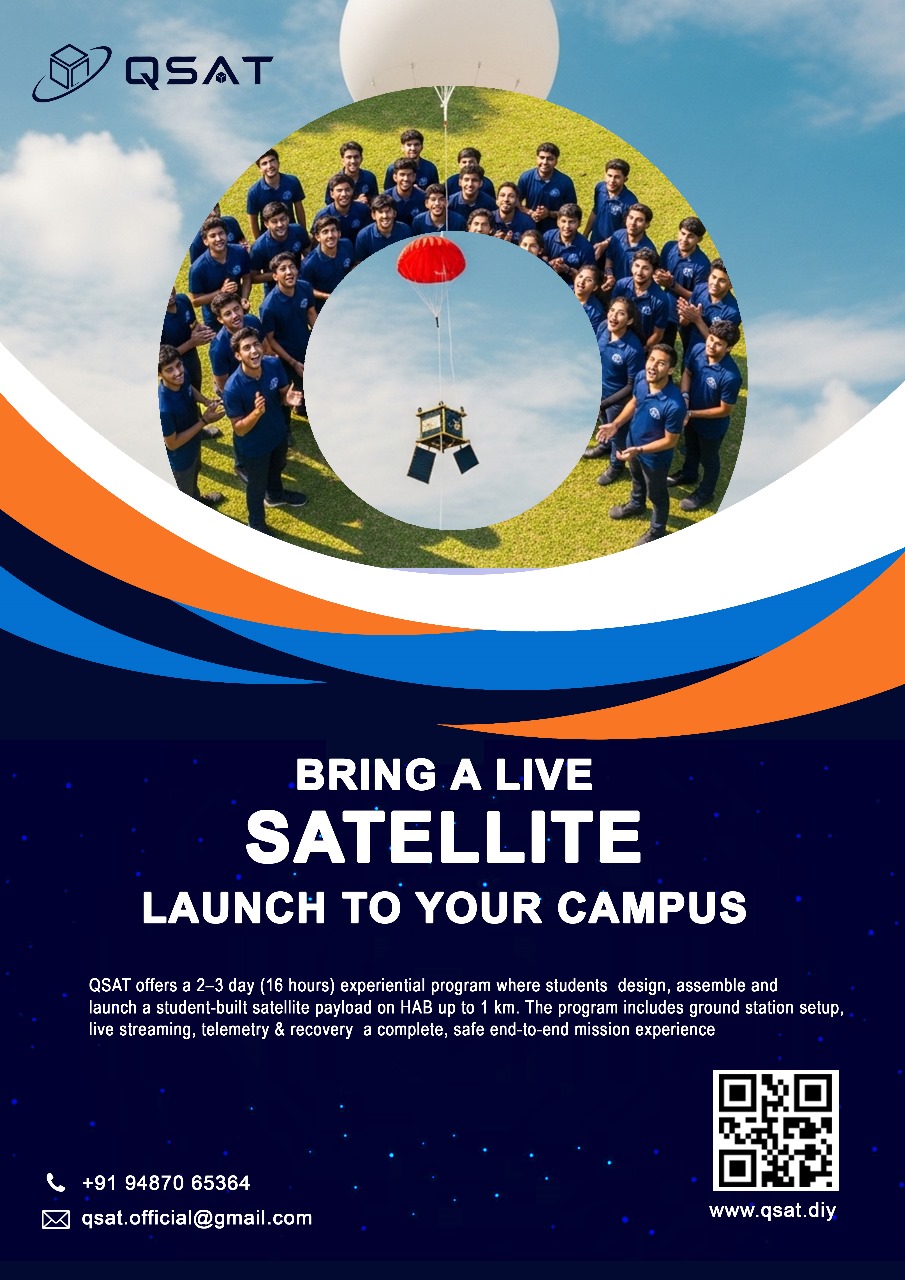 QSAT
BRING A LIVE
SATELLITE
LAUNCH TO YOUR CAMPUS
QSAT offers a 2–3 day (16 hours) experiential program where students  design, assemble and
launch a student-built satellite payload on HAB up to 1 km. The program includes ground station setup,
live streaming, telemetry & recovery  a complete, safe end-to-end mission experience
+91 94870 65364
qsat.official@gmail.com
www.qsat.diy